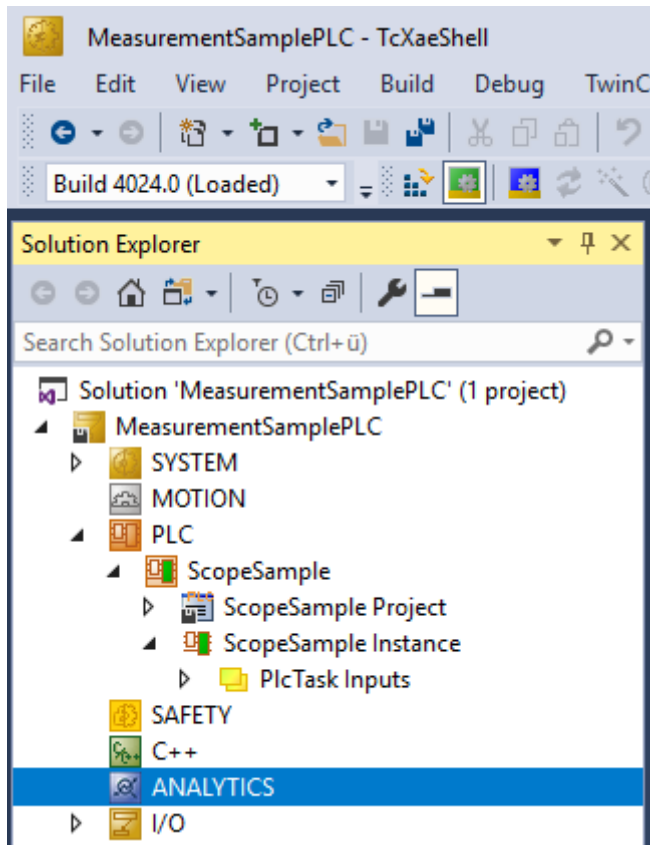 MeasurementSamplePLC - TcXaeShell
File Edit View Project Build Debug TwinC
Build 4024.0 (Loaded)
Solution Explorer
Search Solution Explorer (Ctrl+ü)
Solution 'MeasurementSamplePLC' (1 project)
MeasurementSamplePLC
SYSTEM
MOTION
PLC
ScopeSample
ScopeSample Project
ScopeSample Instance
PlcTask Inputs
SAFETY
C++
ANALYTICS
I/O